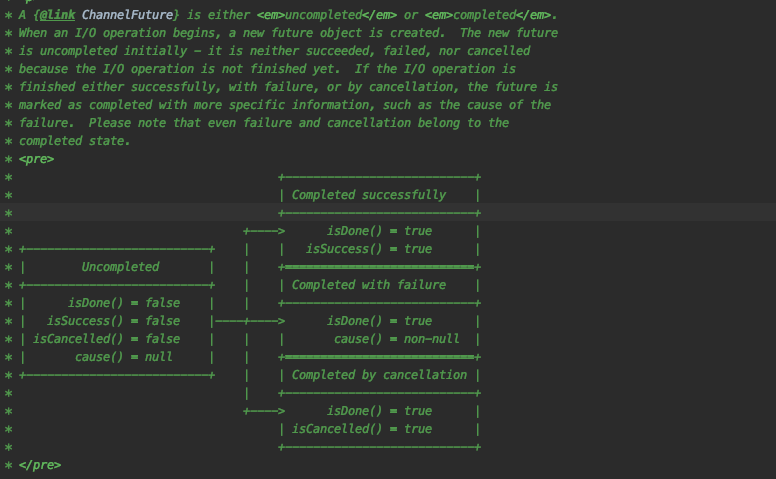 * A {@link ChannelFuture} is either <em>uncompleted</em> or <em>completed</em>.
* When an I/O operation begins, a new future object is created.  The new future
* is uncompleted initially - it is neither succeeded, failed, nor cancelled
* because the I/O operation is not finished yet.  If the I/O operation is
* finished either successfully, with failure, or by cancellation, the future is
* marked as completed with more specific information, such as the cause of the
* failure.  Please note that even failure and cancellation belong to the
* completed state.
* <pre>
*                                      +---------------------------+
*                                      | Completed successfully    |
*                                      +---------------------------+
*                                 +---->      isDone() = true      |
* +--------------------------+    |    |   isSuccess() = true      |
* |        Uncompleted       |    |    +===========================+
* +--------------------------+    |    | Completed with failure    |
* |      isDone() = false    |    |    +---------------------------+
* |   isSuccess() = false    |----+---->      isDone() = true      |
* | isCancelled() = false    |    |    |       cause() = non-null  |
* |       cause() = null     |    |    +===========================+
* +--------------------------+    |    | Completed by cancellation |
*                                 |    +---------------------------+
*                                 +---->      isDone() = true      |
*                                      | isCancelled() = true      |
*                                      +---------------------------+
* </pre>